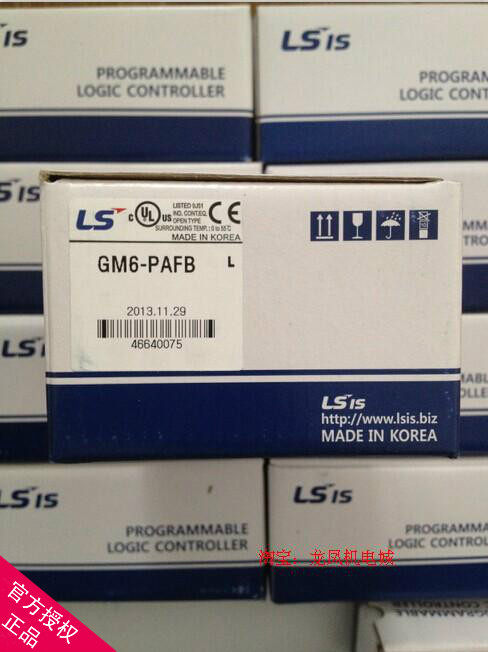 LSIS
PROGRAMMABLE
LOGIC CONTROLLER
PROGRAMMABLE
LOGIC CONTROLLER
LS
C UL US
LISTED 9J51
IND. CONT.EQ.
OPEN TYPE
SURROUNDING TEMP. : 0 to 55°C
CE
MADE IN KOREA
GM6-PAFB L
2013.11.29
46640075
LSIS
http://www.lsis.biz
MADE IN KOREA
LSIS
LSIS
PROGRAMMABLE
LOGIC CONTROLLER
PROGRAMMABLE
LOGIC CONTROLLER
淘宝：龙凤机电城
官方授权
正品